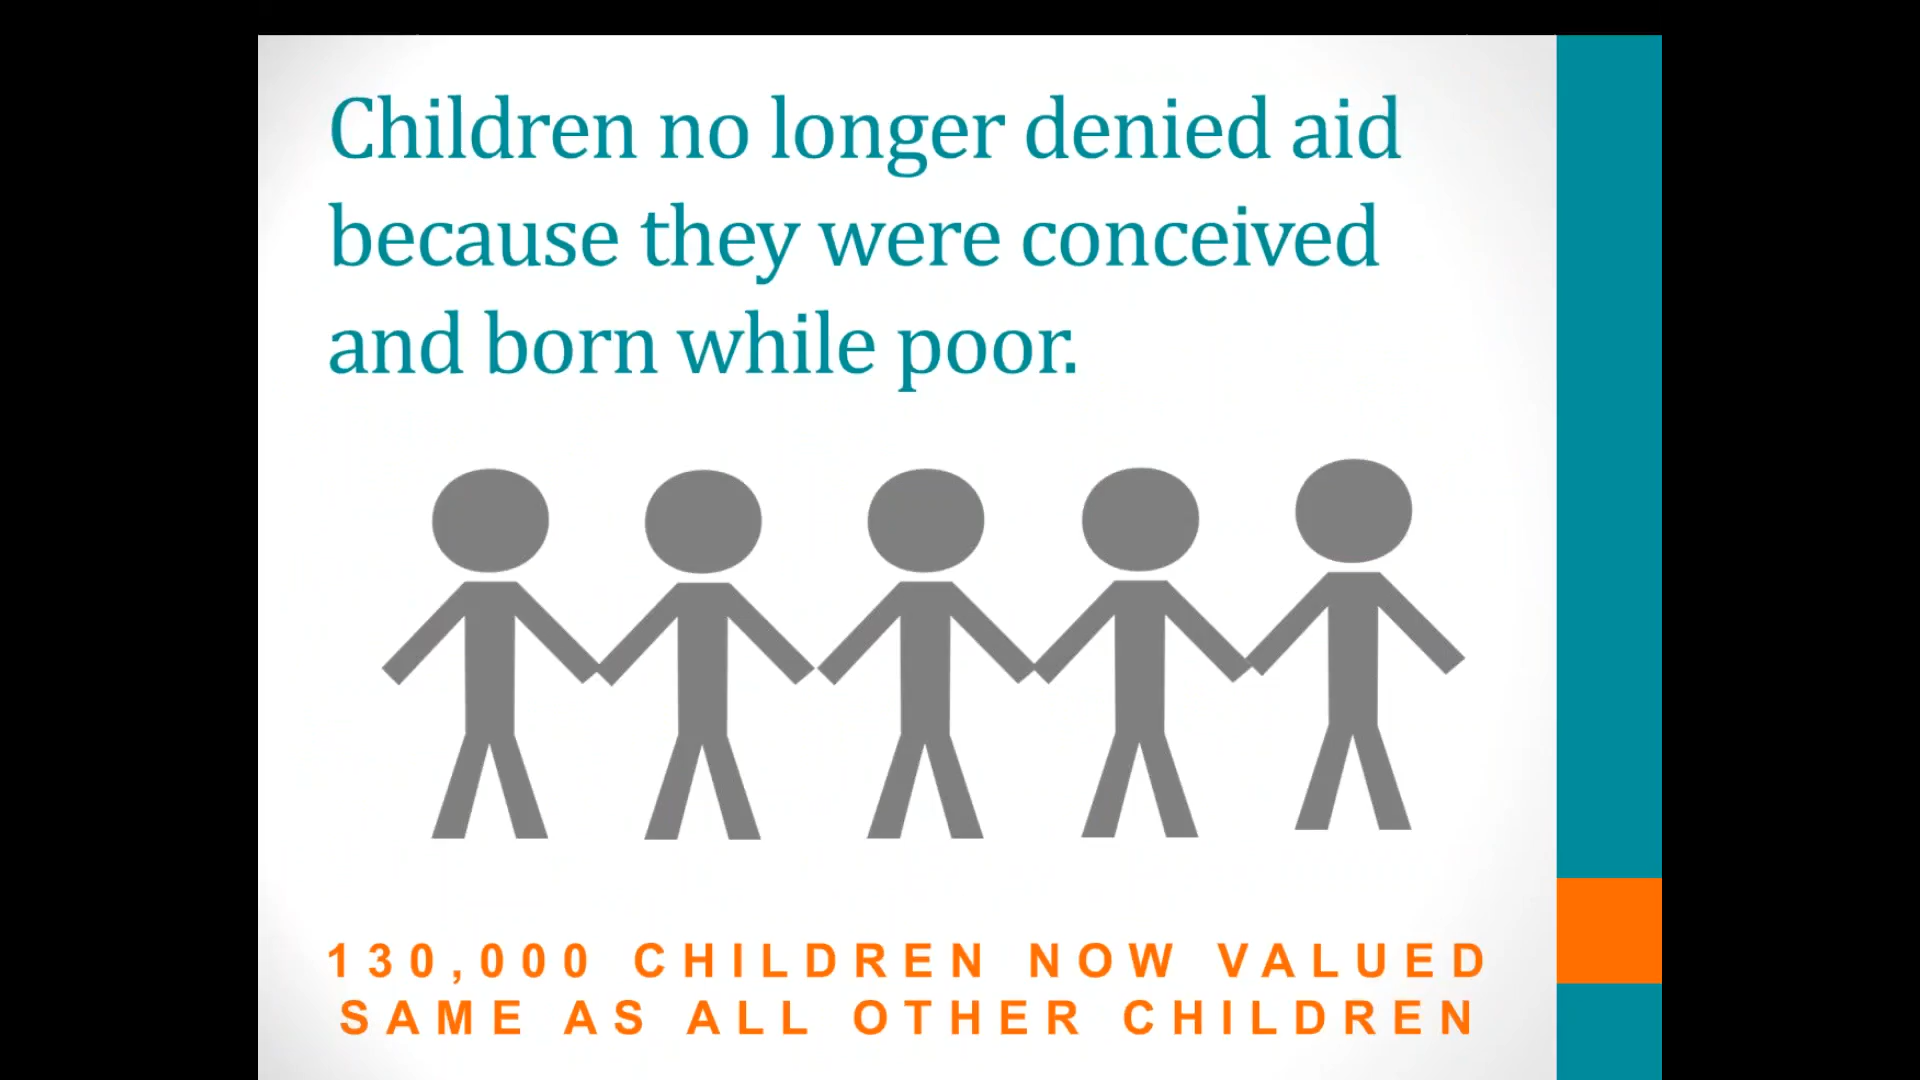 Children no longer denied aid
because they were conceived
and born while poor.
130,000 CHILDREN NOW VALUED
SAME AS ALL OTHER CHILDREN